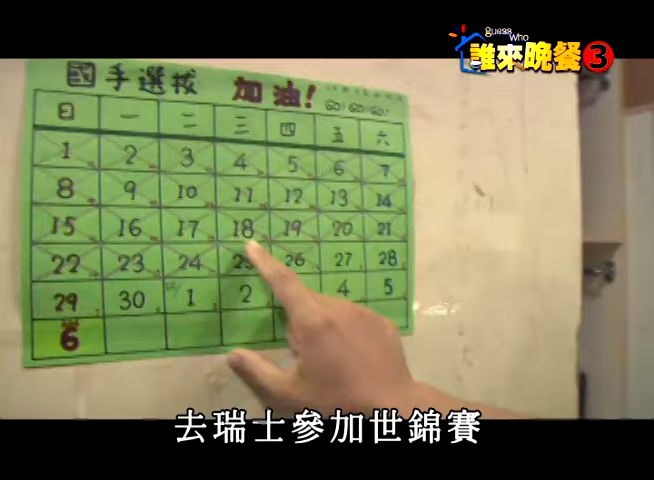 guess
Who
誰來晚餐3
國手選拔 加油!
GO! GO! GO!
日 一 二 三 四 五 六
1 2 3 4 5 6 7
8 9 10 11 12 13 14
15 16 17 18 19 20 21
22 23 24 25 26 27 28
29 30 1 2 4 5
6
去瑞士參加世錦賽